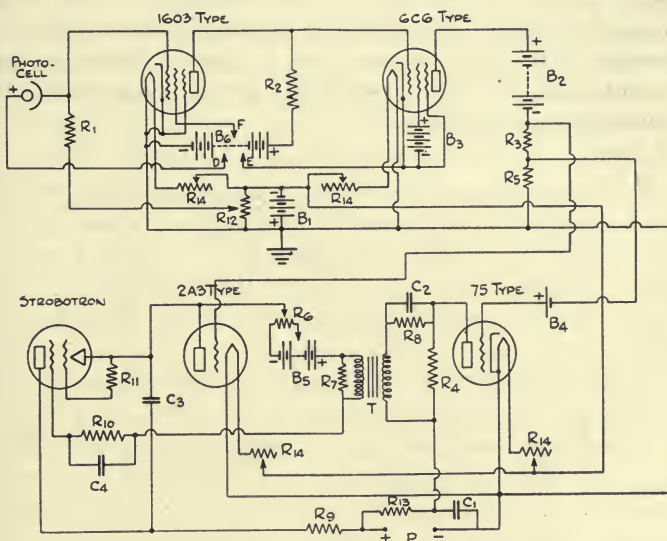 1603 TYPE
6C6 TYPE
PHOTO-
CELL
+
R1
R2
B6
F
D
E
-
+
B3
-
+
B2
-
R3
R5
R14
R12
B1
+
R14
STROBOTRON
2A3 TYPE
C2
75 TYPE
R6
R8
+
B4
-
B5
+
R7
T
R4
R11
C3
R10
C4
R14
R14
R9
R13
C1
+
P
-